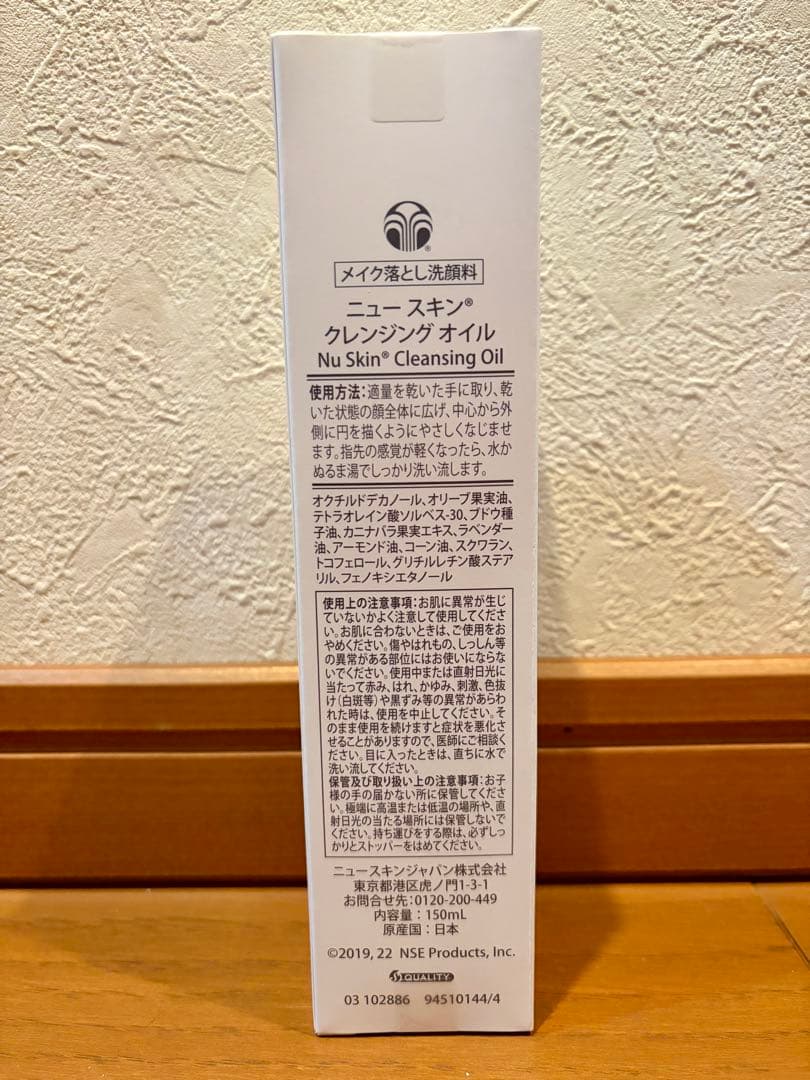 ®
メイク落とし洗顔料
ニュー スキン®
クレンジング オイル
Nu Skin® Cleansing Oil
使用方法:適量を乾いた手に取り、乾
いた状態の顔全体に広げ、中心から外
側に円を描くようにやさしくなじませ
ます。指先の感覚が軽くなったら、水か
ぬるま湯でしっかり洗い流します。
オクチルドデカノール、オリーブ果実油、
テトラオレイン酸ソルベス-30、ブドウ種
子油、カニナバラ果実エキス、ラベンダー
油、アーモンド油、コーン油、スクワラン、
トコフェロール、グリチルレチン酸ステア
リル、フェノキシエタノール
使用上の注意事項:お肌に異常が生じ
ていないかよく注意して使用してくださ
い。お肌に合わないときは、ご使用をお
やめください。傷やはれもの、しっしん等
の異常がある部位にはお使いにならな
いでください。使用中または直射日光に
当たって赤み、はれ、かゆみ、刺激、色抜
け(白斑等)や黒ずみ等の異常があらわ
れた時は、使用を中止してください。そ
のまま使用を続けますと症状を悪化さ
せることがありますので、医師にご相談く
ださい。目に入ったときは、直ちに水で
洗い流してください。
保管及び取り扱い上の注意事項:お子
様の手の届かない所に保管してくださ
い。極端に高温または低温の場所や、直
射日光の当たる場所には保管しないで
ください。持ち運びをする際は、必ずしっ
かりとストッパーをはめてください。
ニュースキンジャパン株式会社
東京都港区虎ノ門1-3-1
お問合せ先:0120-200-449
内容量:150mL
原産国:日本
©2019, 22 NSE Products, Inc.
QUALITY
03 102886 94510144/4